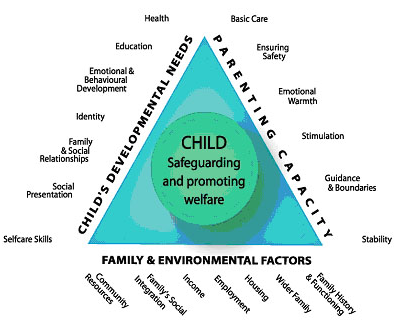 Health
Basic Care
Education
Ensuring
Safety
Emotional &
Behavioural
Development
Emotional
Warmth
Identity
Stimulation
Family
& Social
Relationships
Guidance
& Boundaries
Social
Presentation
Selfcare Skills
Stability
CHILD'S DEVELOPMENTAL NEEDS
PARENTING CAPACITY
CHILD
Safeguarding
and promoting
welfare
FAMILY & ENVIRONMENTAL FACTORS
Community
Resources
Family's Social
Integration
Income
Employment
Housing
Wider Family
Family History
& Functioning